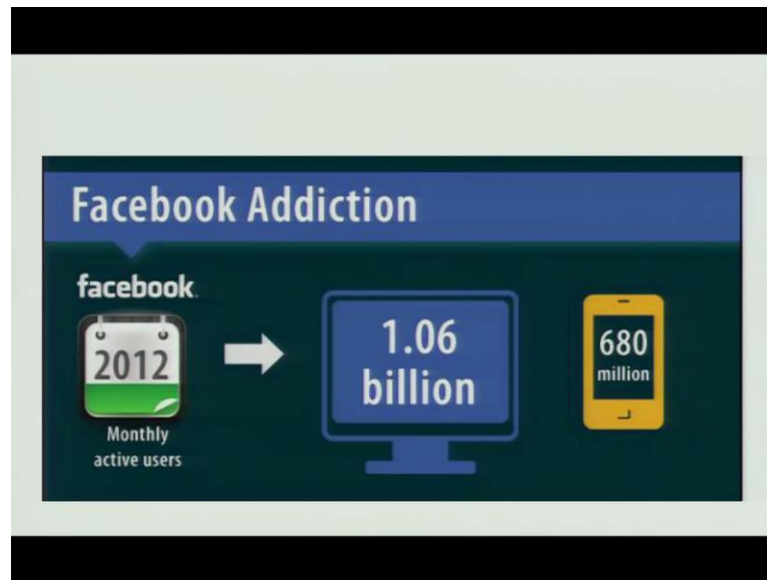 Facebook Addiction
facebook
2012
Monthly
active users
1.06
billion
680
million